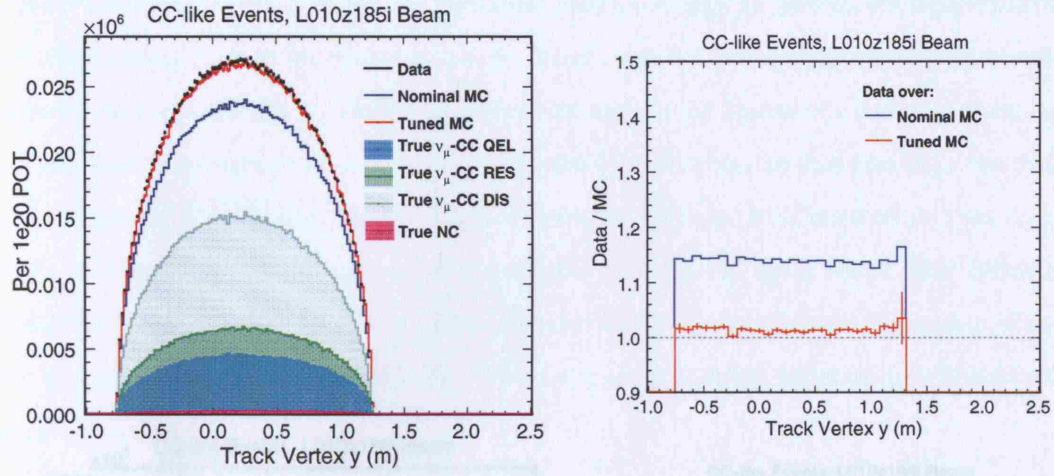 CC-like Events, L010z185i Beam
×10⁶
Per 1e20 POT
0.025
0.020
0.015
0.010
0.005
0.000
Data
Nominal MC
Tuned MC
True νμ-CC QEL
True νμ-CC RES
True νμ-CC DIS
True NC
-1.0 -0.5 0.0 0.5 1.0 1.5 2.0 2.5
Track Vertex y (m)
CC-like Events, L010z185i Beam
Data / MC
1.5
1.4
1.3
1.2
1.1
1.0
0.9
Data over:
Nominal MC
Tuned MC
-1.0 -0.5 0.0 0.5 1.0 1.5 2.0 2.5
Track Vertex y (m)